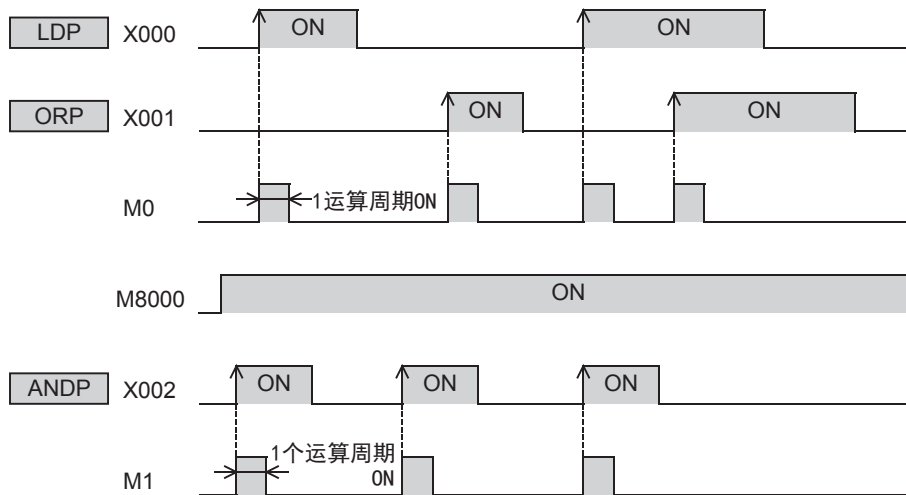 LDP X000 ON ON
ORP X001 ON ON
M0 1运算周期ON
M8000 ON
ANDP X002 ON ON ON
M1 1个运算周期
ON